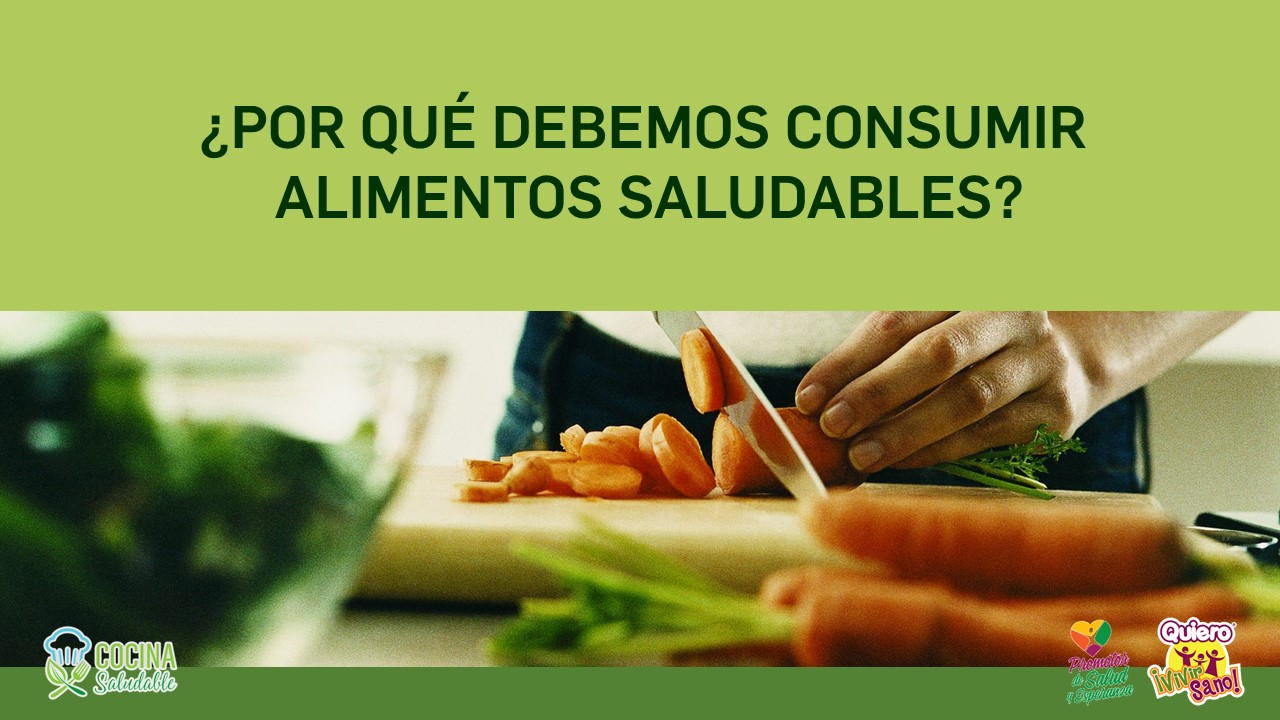 ¿POR QUÉ DEBEMOS CONSUMIR
ALIMENTOS SALUDABLES?
COCINA
Saludable
Promotor
de Salud
y Esperanza
Quiero
¡Vivir
Sano!